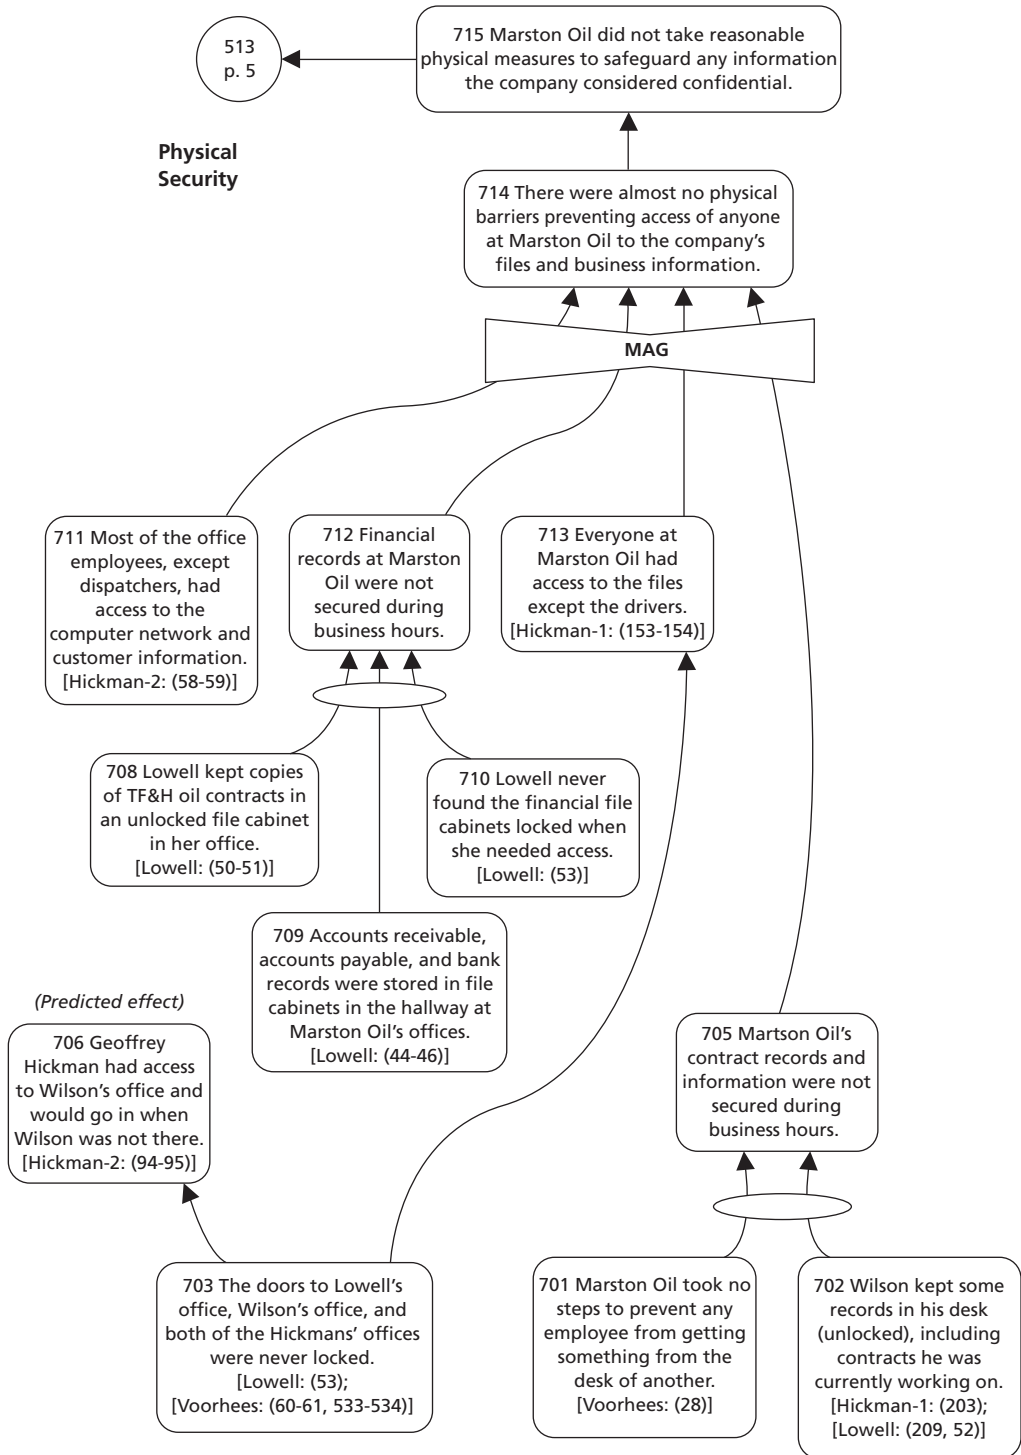 513
p. 5
715 Marston Oil did not take reasonable
physical measures to safeguard any information
the company considered confidential.
Physical
Security
714 There were almost no physical
barriers preventing access of anyone
at Marston Oil to the company's
files and business information.
MAG
711 Most of the office
employees, except
dispatchers, had
access to the
computer network and
customer information.
[Hickman-2: (58-59)]
712 Financial
records at Marston
Oil were not
secured during
business hours.
713 Everyone at
Marston Oil had
access to the files
except the drivers.
[Hickman-1: (153-154)]
708 Lowell kept copies
of TF&H oil contracts in
an unlocked file cabinet
in her office.
[Lowell: (50-51)]
710 Lowell never
found the financial file
cabinets locked when
she needed access.
[Lowell: (53)]
709 Accounts receivable,
accounts payable, and bank
records were stored in file
cabinets in the hallway at
Marston Oil's offices.
[Lowell: (44-46)]
(Predicted effect)
706 Geoffrey
Hickman had access
to Wilson's office and
would go in when
Wilson was not there.
[Hickman-2: (94-95)]
705 Martson Oil's
contract records and
information were not
secured during
business hours.
703 The doors to Lowell's
office, Wilson's office, and
both of the Hickmans' offices
were never locked.
[Lowell: (53);
[Voorhees: (60-61, 533-534)]
701 Marston Oil took no
steps to prevent any
employee from getting
something from the
desk of another.
[Voorhees: (28)]
702 Wilson kept some
records in his desk
(unlocked), including
contracts he was
currently working on.
[Hickman-1: (203);
[Lowell: (209, 52)]